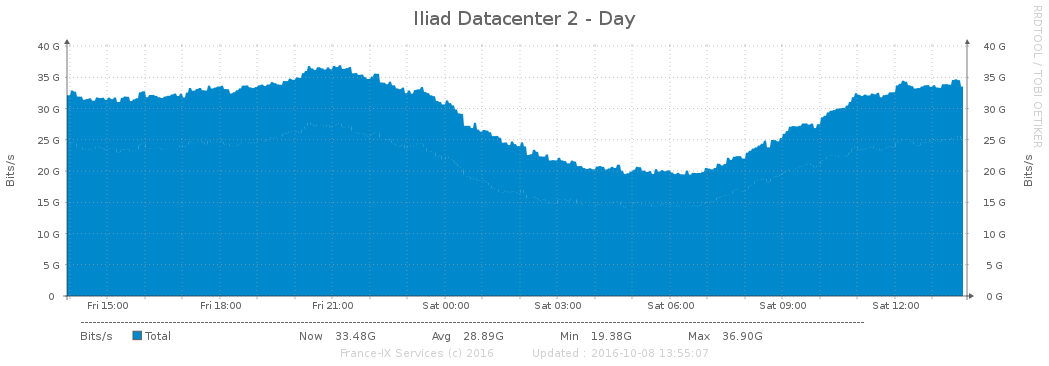 Iliad Datacenter 2 - Day
RRDTOOL / TOBI OETIKER
Bits/s
Bits/s
40 G 40 G
35 G 35 G
30 G 30 G
25 G 25 G
20 G 20 G
15 G 15 G
10 G 10 G
5 G 5 G
0 0 G
Fri 15:00 Fri 18:00 Fri 21:00 Sat 00:00 Sat 03:00 Sat 06:00 Sat 09:00 Sat 12:00
Bits/s Total Now 33.48G Avg 28.89G Min 19.38G Max 36.90G
France-IX Services (c) 2016 Updated : 2016-10-08 13:55:07